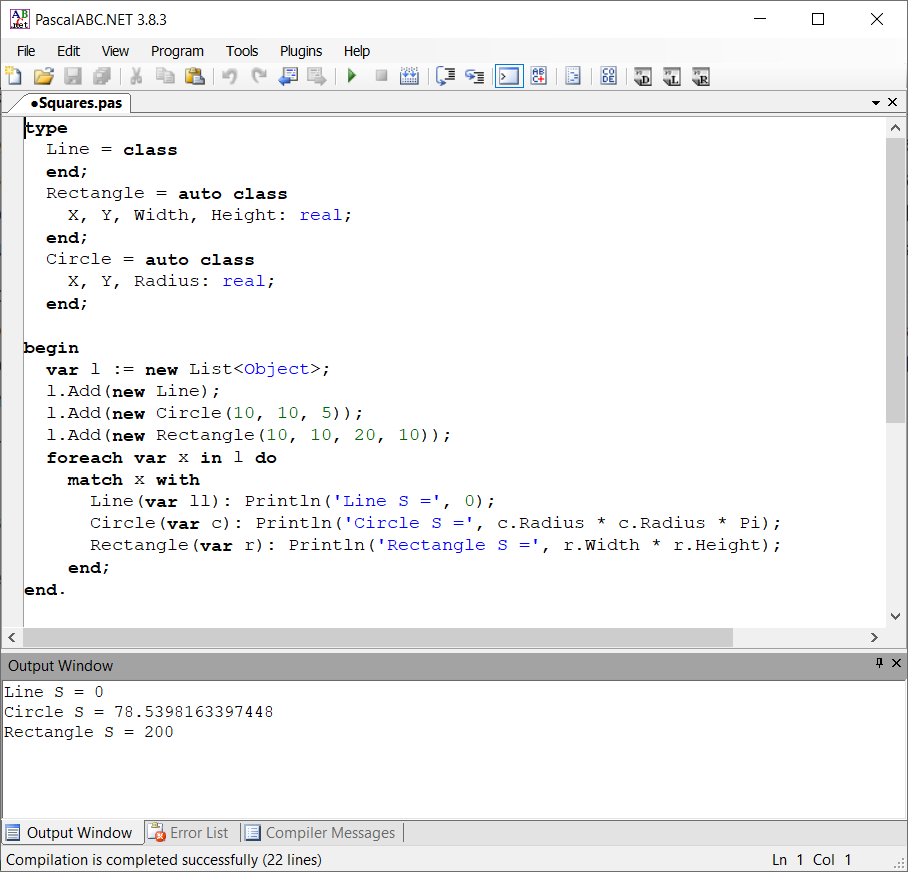 PascalABC.NET 3.8.3
File Edit View Program Tools Plugins Help
•Squares.pas
type
  Line = class
  end;
  Rectangle = auto class
    X, Y, Width, Height: real;
  end;
  Circle = auto class
    X, Y, Radius: real;
  end;

begin
  var l := new List<Object>;
  l.Add(new Line);
  l.Add(new Circle(10, 10, 5));
  l.Add(new Rectangle(10, 10, 20, 10));
  foreach var x in l do
    match x with
      Line(var ll): Println('Line S =', 0);
      Circle(var c): Println('Circle S =', c.Radius * c.Radius * Pi);
      Rectangle(var r): Println('Rectangle S =', r.Width * r.Height);
    end;
end.
Output Window
Line S = 0
Circle S = 78.5398163397448
Rectangle S = 200
Output Window Error List Compiler Messages
Compilation is completed successfully (22 lines) Ln 1 Col 1